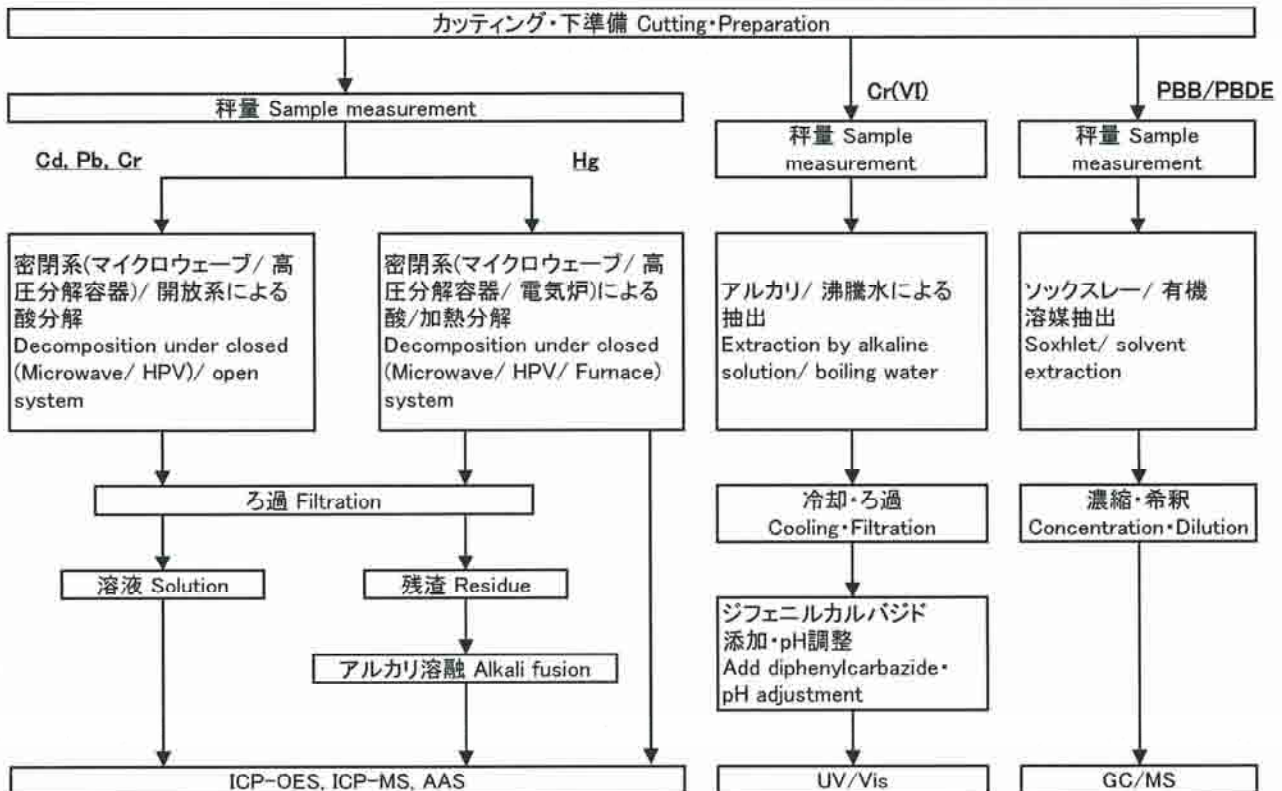 カッティング・下準備 Cutting・Preparation
秤量 Sample measurement
Cd, Pb, Cr
Hg
Cr(VI)
PBB/PBDE
秤量 Sample
measurement
秤量 Sample
measurement
密閉系(マイクロウェーブ/ 高
圧分解容器)/ 開放系による
酸分解
Decomposition under closed
(Microwave/ HPV)/ open
system
密閉系(マイクロウェーブ/ 高
圧分解容器/ 電気炉)による
酸/加熱分解
Decomposition under closed
(Microwave/ HPV/ Furnace)
system
アルカリ/ 沸騰水による
抽出
Extraction by alkaline
solution/ boiling water
ソックスレー/ 有機
溶媒抽出
Soxhlet/ solvent
extraction
ろ過 Filtration
冷却・ろ過
Cooling・Filtration
濃縮・希釈
Concentration・Dilution
溶液 Solution
残渣 Residue
アルカリ溶融 Alkali fusion
ジフェニルカルバジド
添加・pH調整
Add diphenylcarbazide・
pH adjustment
ICP-OES, ICP-MS, AAS
UV/Vis
GC/MS